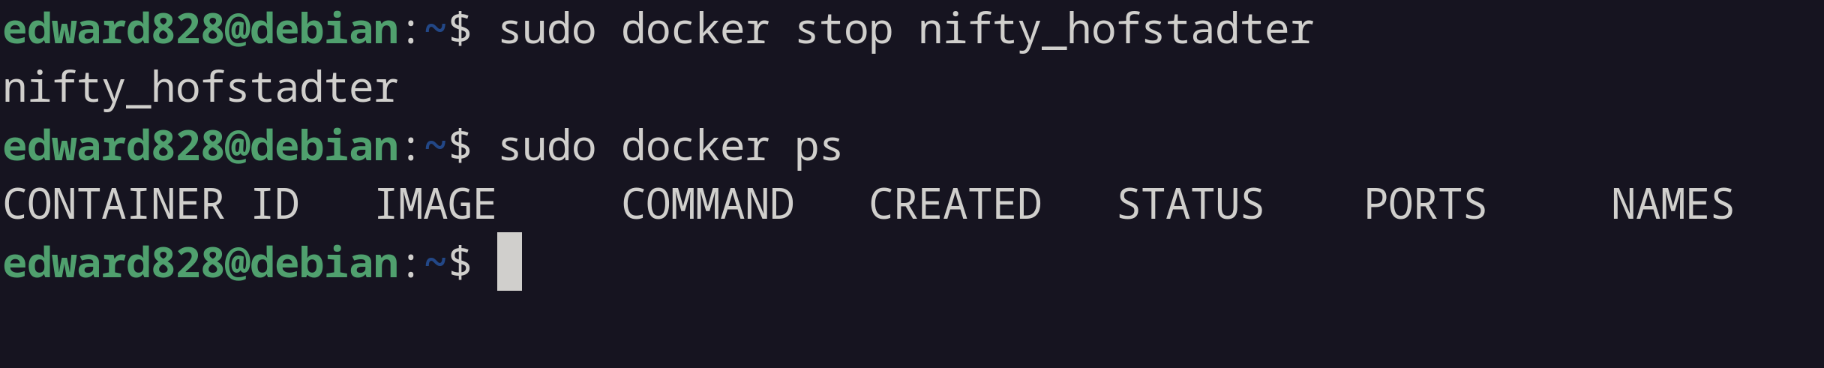 edward828@debian:~$ sudo docker stop nifty_hofstadter
nifty_hofstadter
edward828@debian:~$ sudo docker ps
CONTAINER ID   IMAGE     COMMAND   CREATED   STATUS    PORTS     NAMES
edward828@debian:~$